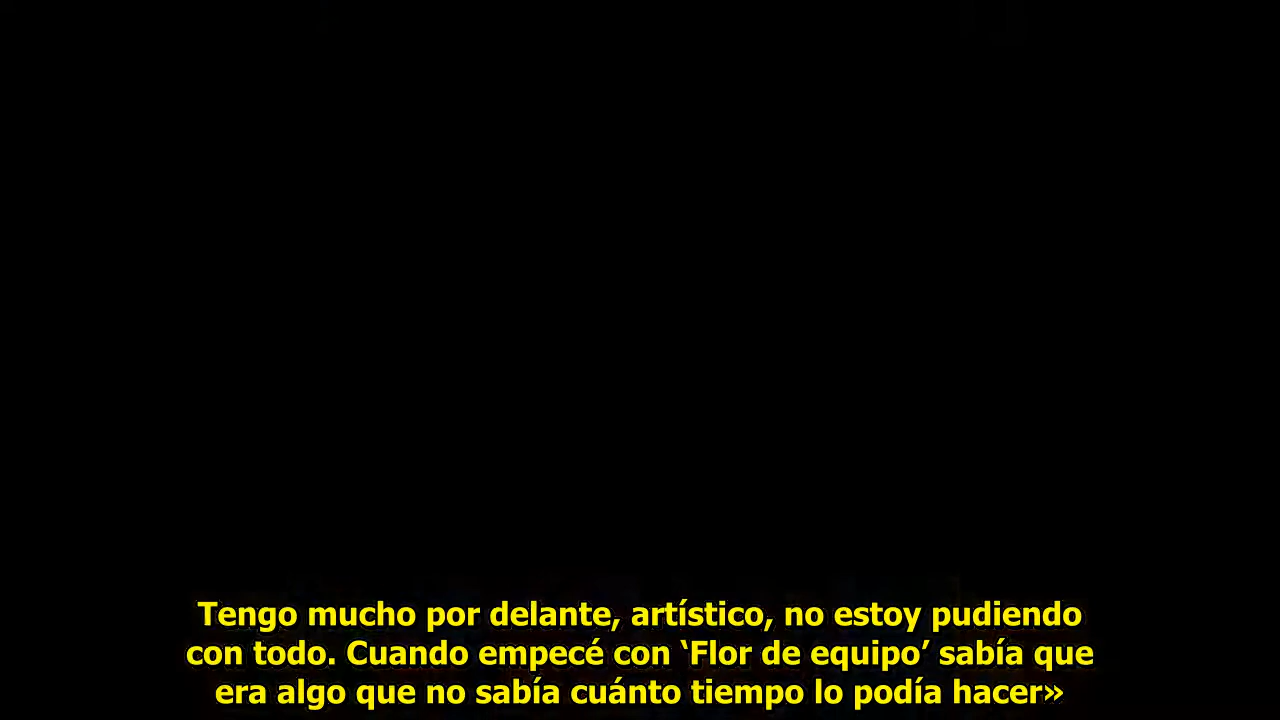 Tengo mucho por delante, artístico, no estoy pudiendo
con todo. Cuando empecé con ‘Flor de equipo’ sabía que
era algo que no sabía cuánto tiempo lo podía hacer»